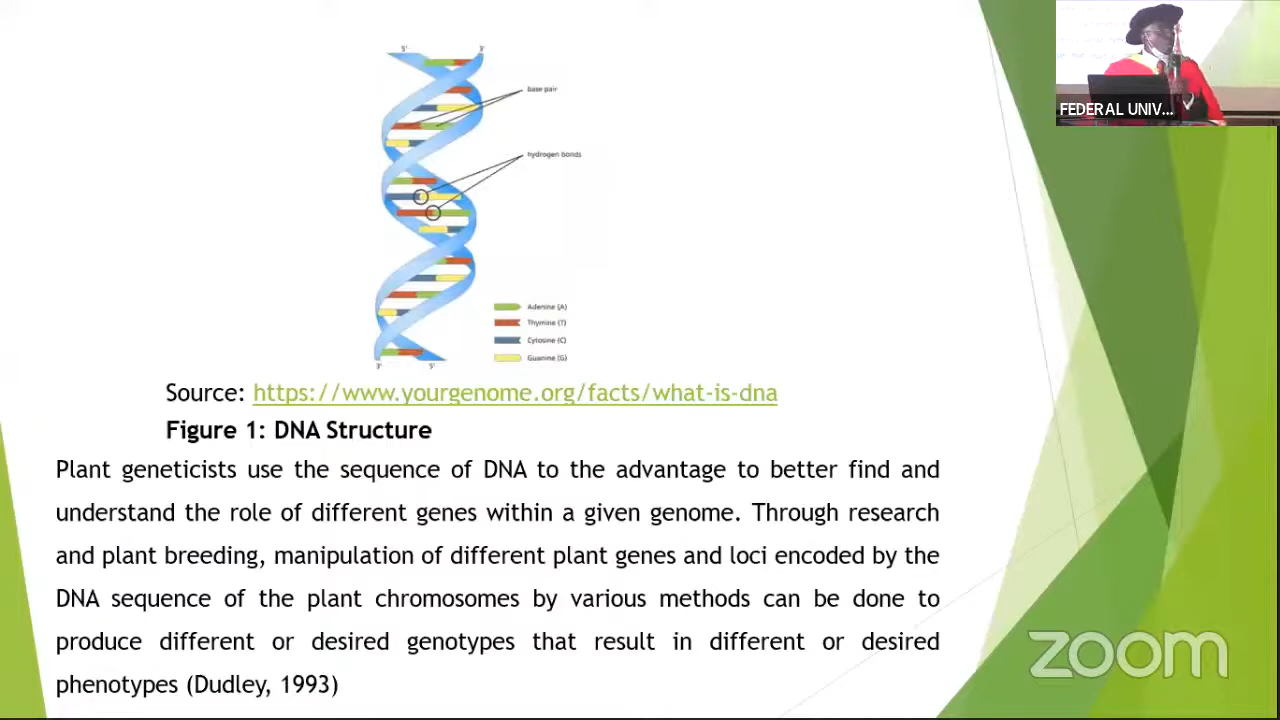 5'
3'
base pair
hydrogen bonds
Adenine (A)
Thymine (T)
Cytosine (C)
Guanine (G)
3'
5'
Source: https://www.yourgenome.org/facts/what-is-dna
Figure 1: DNA Structure
Plant geneticists use the sequence of DNA to the advantage to better find and
understand the role of different genes within a given genome. Through research
and plant breeding, manipulation of different plant genes and loci encoded by the
DNA sequence of the plant chromosomes by various methods can be done to
produce different or desired genotypes that result in different or desired
phenotypes (Dudley, 1993)
FEDERAL UNIV...
zoom